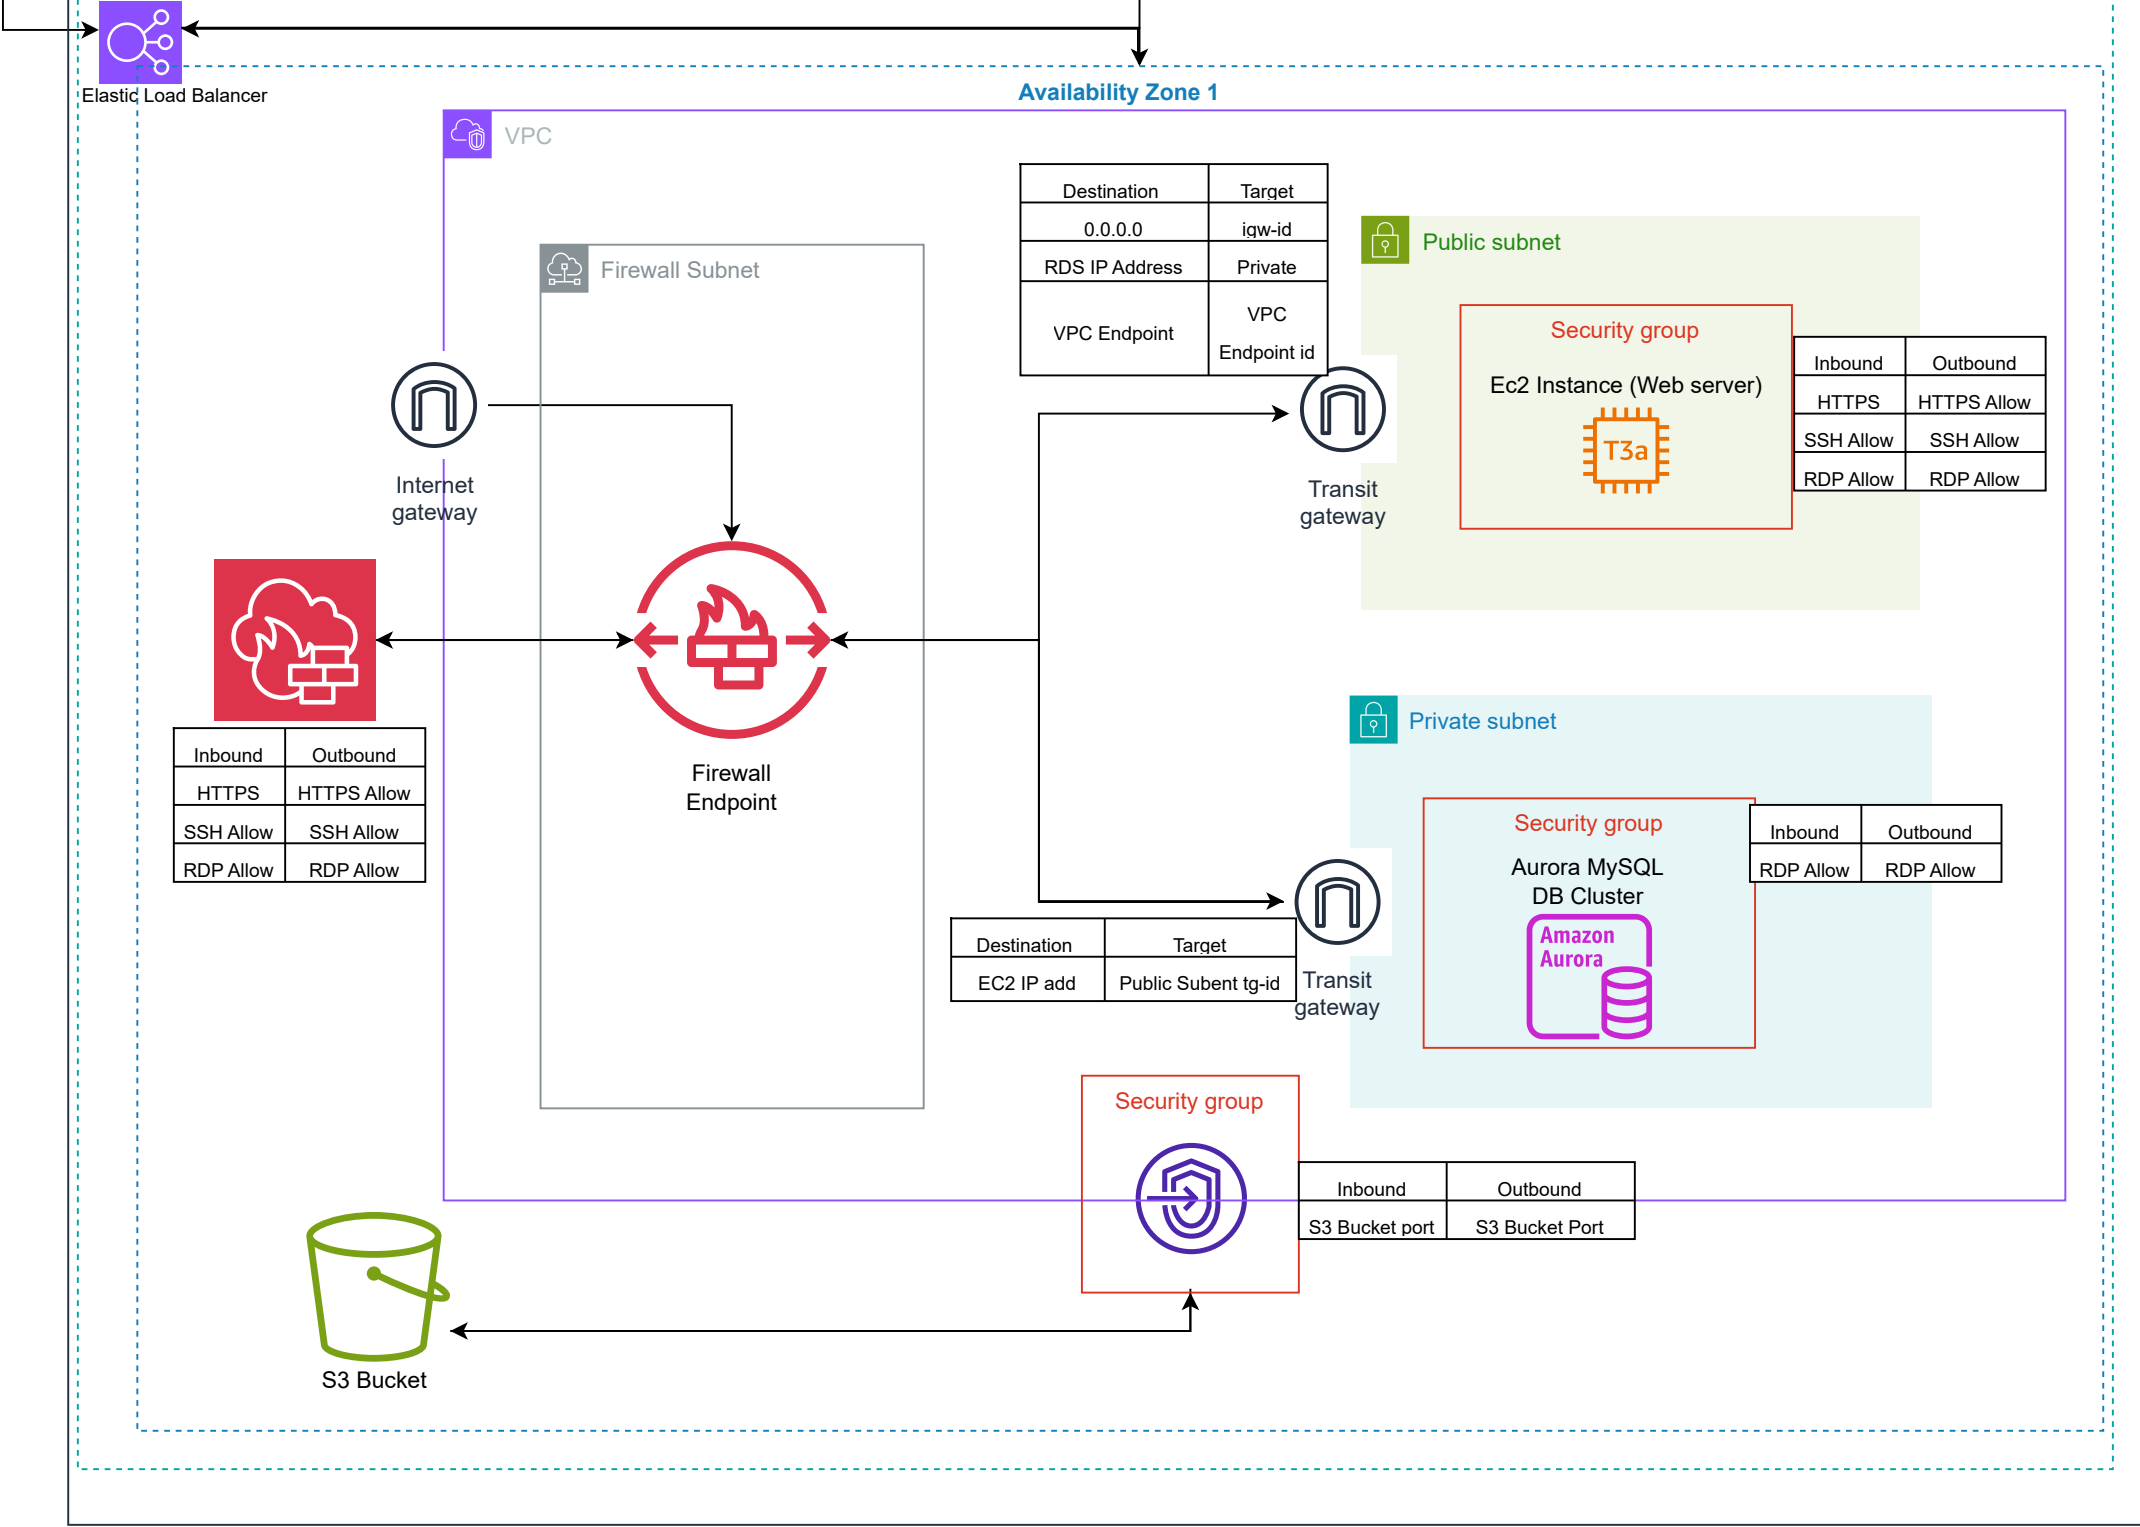 Elastic Load Balancer
Availability Zone 1
VPC
Destination Target
0.0.0.0 igw-id
RDS IP Address Private
VPC Endpoint VPC
Endpoint id
Public subnet
Firewall Subnet
Security group
Ec2 Instance (Web server)
T3a
Inbound Outbound
HTTPS HTTPS Allow
SSH Allow SSH Allow
RDP Allow RDP Allow
Internet
gateway
Transit
gateway
Firewall
Endpoint
Inbound Outbound
HTTPS HTTPS Allow
SSH Allow SSH Allow
RDP Allow RDP Allow
Private subnet
Security group
Aurora MySQL
DB Cluster
Amazon
Aurora
Inbound Outbound
RDP Allow RDP Allow
Destination Target
EC2 IP add Public Subent tg-id
Transit
gateway
Security group
Inbound Outbound
S3 Bucket port S3 Bucket Port
S3 Bucket